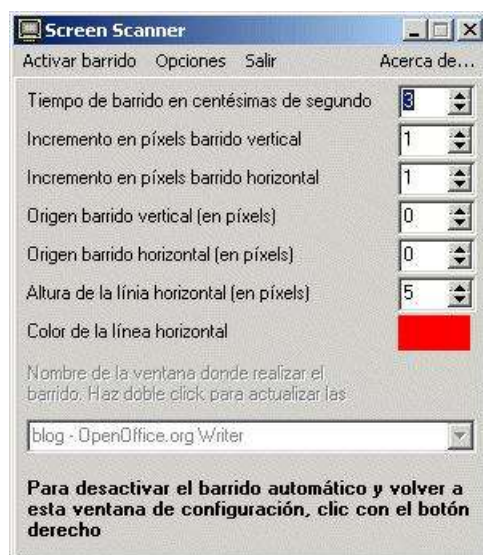 Screen Scanner
Activar barrido Opciones Salir Acerca de...
Tiempo de barrido en centésimas de segundo 3
Incremento en píxels barrido vertical 1
Incremento en píxels barrido horizontal 1
Origen barrido vertical (en píxels) 0
Origen barrido horizontal (en píxels) 0
Altura de la línia horizontal (en píxels) 5
Color de la línea horizontal
Nombre de la ventana donde realizar el
barrido. Haz doble click para actualizar las
blog - OpenOffice.org Writer
Para desactivar el barrido automático y volver a
esta ventana de configuración, clic con el botón
derecho